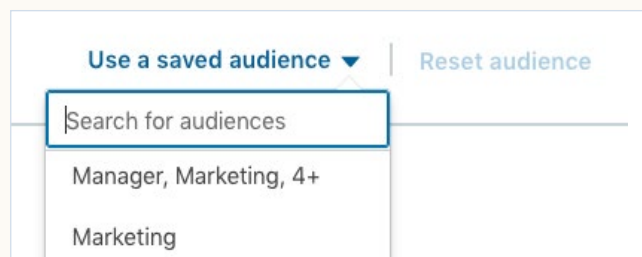 Use a saved audience Reset audience
Search for audiences
Manager, Marketing, 4+
Marketing